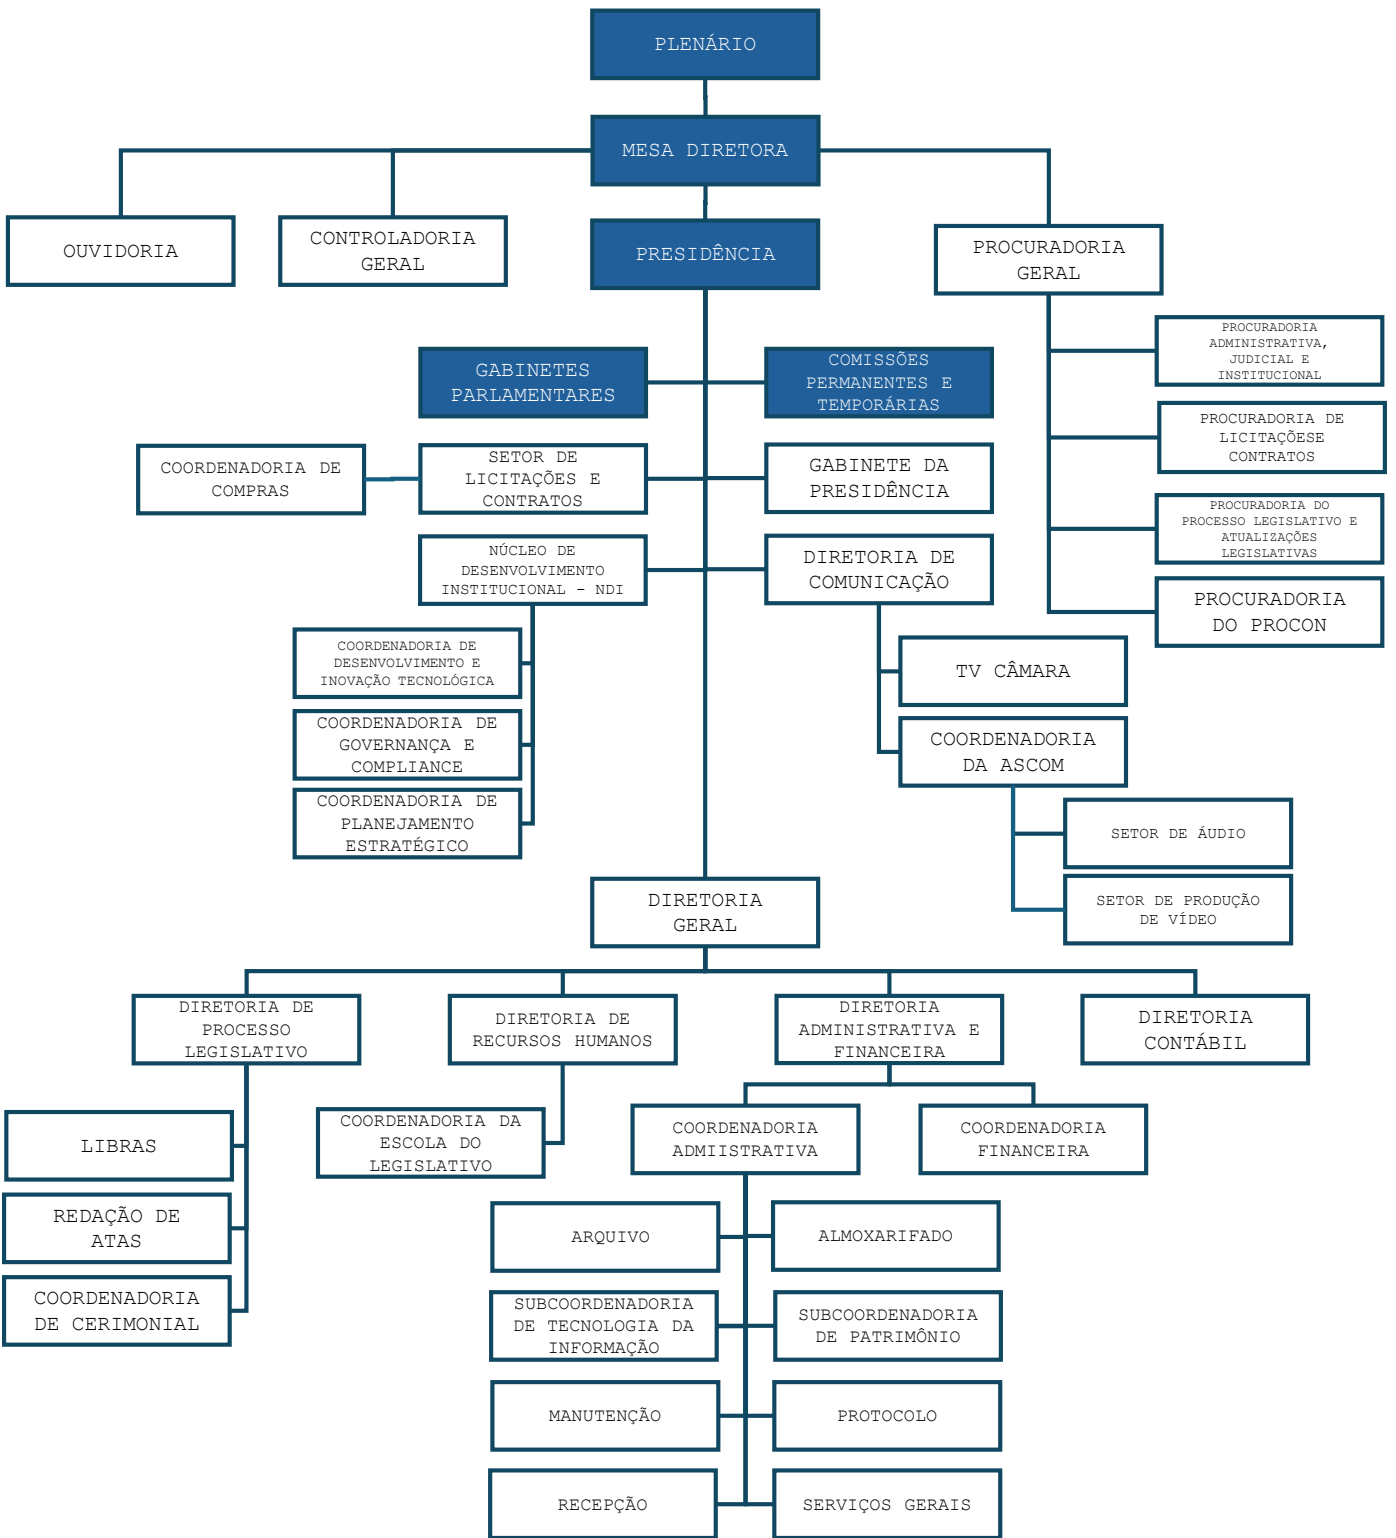 PLENÁRIO
MESA DIRETORA
OUVIDORIA
CONTROLADORIA
GERAL
PRESIDÊNCIA
PROCURADORIA
GERAL
PROCURADORIA
ADMINISTRATIVA,
JUDICIAL E
INSTITUCIONAL
GABINETES
PARLAMENTARES
COMISSÕES
PERMANENTES E
TEMPORÁRIAS
PROCURADORIA DE
LICITAÇÕESE
CONTRATOS
COORDENADORIA DE
COMPRAS
SETOR DE
LICITAÇÕES E
CONTRATOS
GABINETE DA
PRESIDÊNCIA
PROCURADORIA DO
PROCESSO LEGISLATIVO E
ATUALIZAÇÕES
LEGISLATIVAS
NÚCLEO DE
DESENVOLVIMENTO
INSTITUCIONAL - NDI
DIRETORIA DE
COMUNICAÇÃO
PROCURADORIA
DO PROCON
COORDENADORIA DE
DESENVOLVIMENTO E
INOVAÇÃO TECNOLÓGICA
TV CÂMARA
COORDENADORIA DE
GOVERNANÇA E
COMPLIANCE
COORDENADORIA
DA ASCOM
COORDENADORIA DE
PLANEJAMENTO
ESTRATÉGICO
SETOR DE ÁUDIO
SETOR DE PRODUÇÃO
DE VÍDEO
DIRETORIA
GERAL
DIRETORIA DE
PROCESSO
LEGISLATIVO
DIRETORIA DE
RECURSOS HUMANOS
DIRETORIA
ADMINISTRATIVA E
FINANCEIRA
DIRETORIA
CONTÁBIL
LIBRAS
COORDENADORIA DA
ESCOLA DO
LEGISLATIVO
COORDENADORIA
ADMIISTRATIVA
COORDENADORIA
FINANCEIRA
REDAÇÃO DE
ATAS
ARQUIVO
ALMOXARIFADO
COORDENADORIA
DE CERIMONIAL
SUBCOORDENADORIA
DE TECNOLOGIA DA
INFORMAÇÃO
SUBCOORDENADORIA
DE PATRIMÔNIO
MANUTENÇÃO
PROTOCOLO
RECEPÇÃO
SERVIÇOS GERAIS